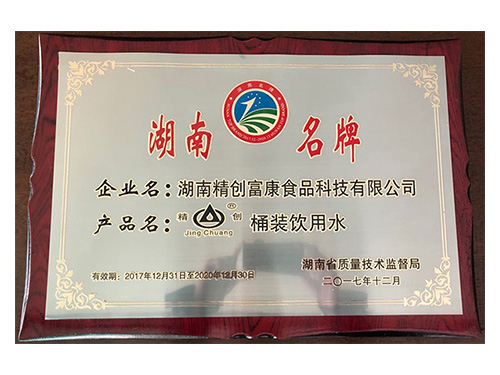 湖南名牌
企业名：湖南精创富康食品科技有限公司
产品名：精创® Jing Chuang 桶装饮用水
有效期：2017年12月31日至2020年12月30日
湖南省质量技术监督局
二〇一七年十二月